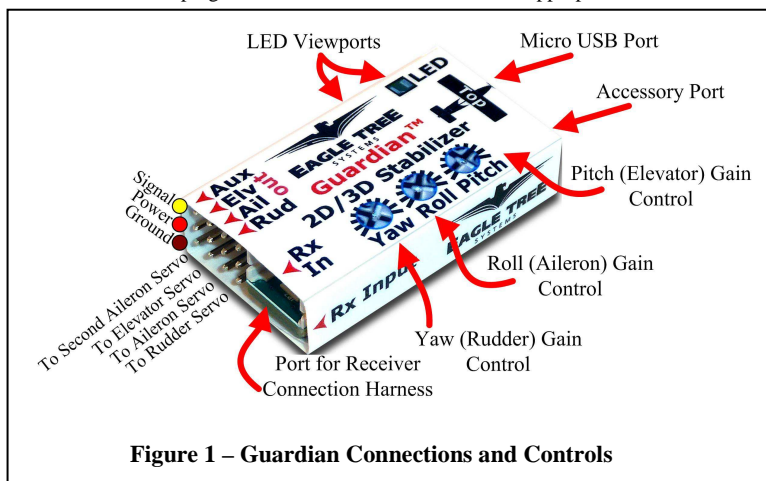 LED Viewports
Micro USB Port
Accessory Port
Pitch (Elevator) Gain
Control
Roll (Aileron) Gain
Control
Yaw (Rudder) Gain
Control
Port for Receiver
Connection Harness
Signal
Power
Ground
To Second Aileron Servo
To Elevator Servo
To Aileron Servo
To Rudder Servo
LED
TOP
EAGLE TREE
SYSTEMS
Guardian™
2D/3D Stabilizer
Yaw Roll Pitch
Aux
Elv
Ail
Rud
Out
Rx
In
Rx Input
EAGLE TREE
SYSTEMS
Figure 1 – Guardian Connections and Controls